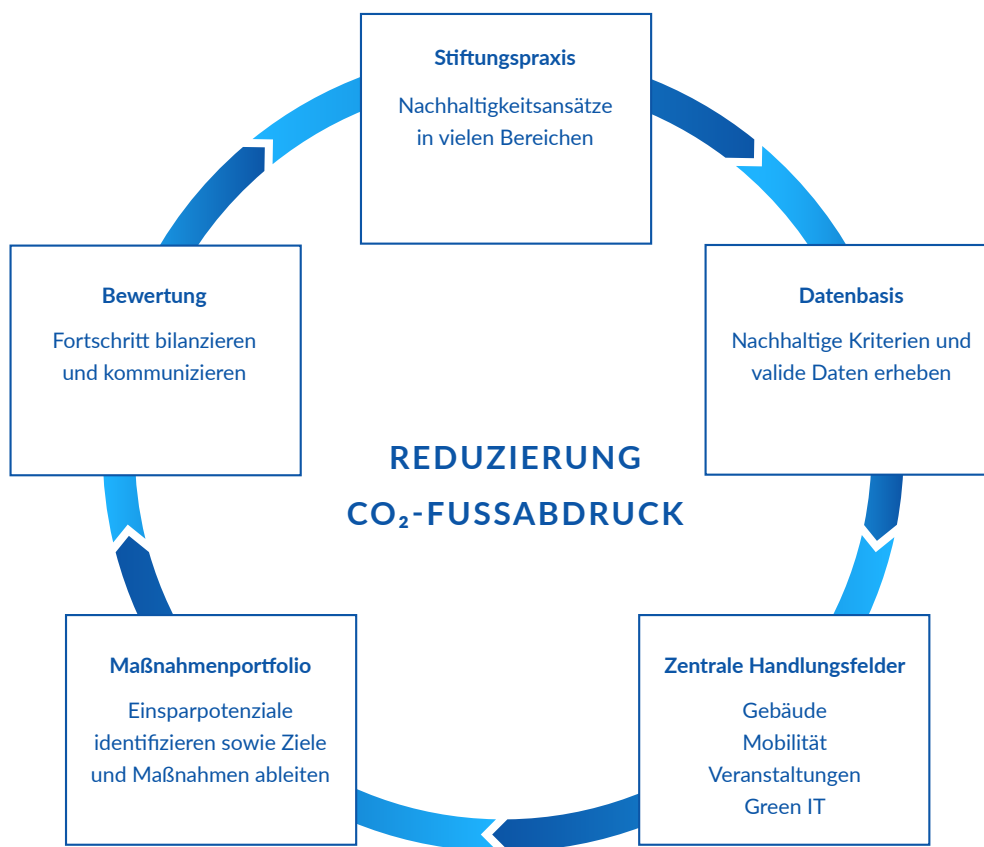 Stiftungspraxis
Nachhaltigkeitsansätze
in vielen Bereichen
Datenbasis
Nachhaltige Kriterien und
valide Daten erheben
Zentrale Handlungsfelder
Gebäude
Mobilität
Veranstaltungen
Green IT
Maßnahmenportfolio
Einsparpotenziale
identifizieren sowie Ziele
und Maßnahmen ableiten
Bewertung
Fortschritt bilanzieren
und kommunizieren
REDUZIERUNG
CO₂-FUSSABDRUCK